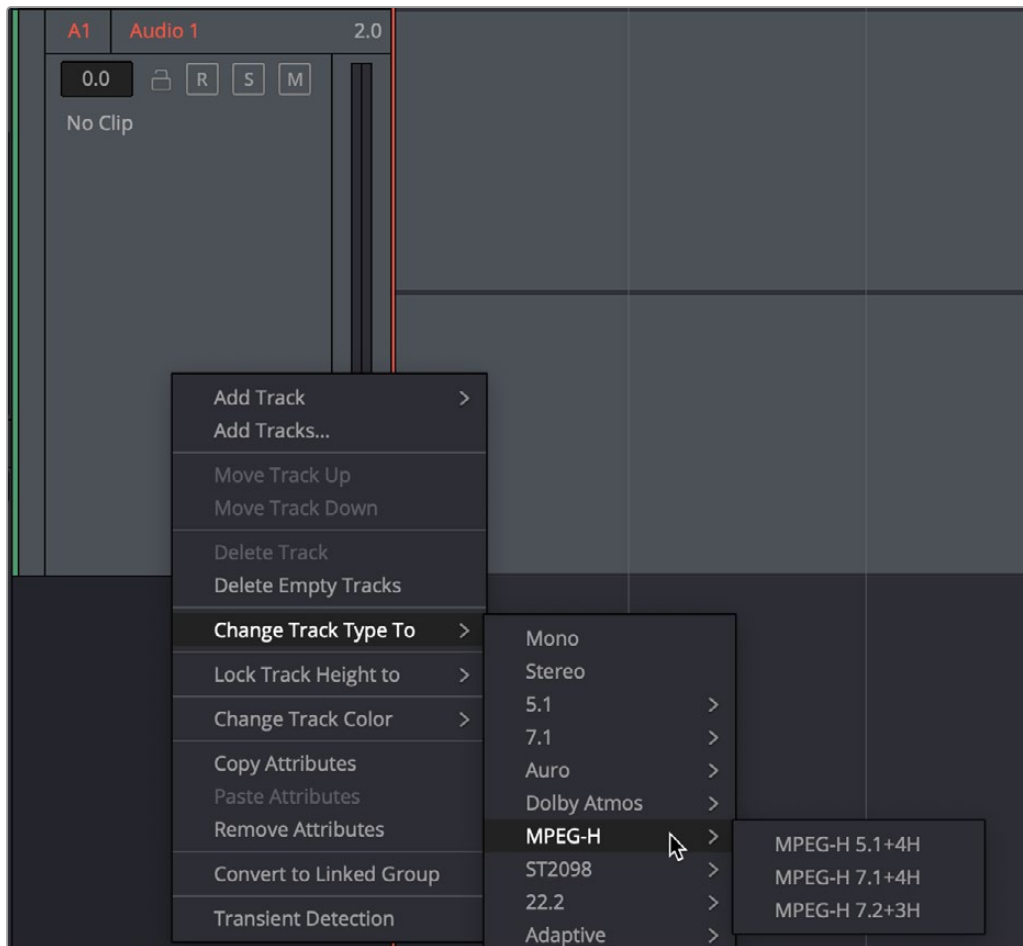 A1 Audio 1 2.0
0.0 R S M
No Clip
Add Track
Add Tracks...
Move Track Up
Move Track Down
Delete Track
Delete Empty Tracks
Change Track Type To
Lock Track Height to
Change Track Color
Copy Attributes
Paste Attributes
Remove Attributes
Convert to Linked Group
Transient Detection
Mono
Stereo
5.1
7.1
Auro
Dolby Atmos
MPEG-H
ST2098
22.2
Adaptive
MPEG-H 5.1+4H
MPEG-H 7.1+4H
MPEG-H 7.2+3H